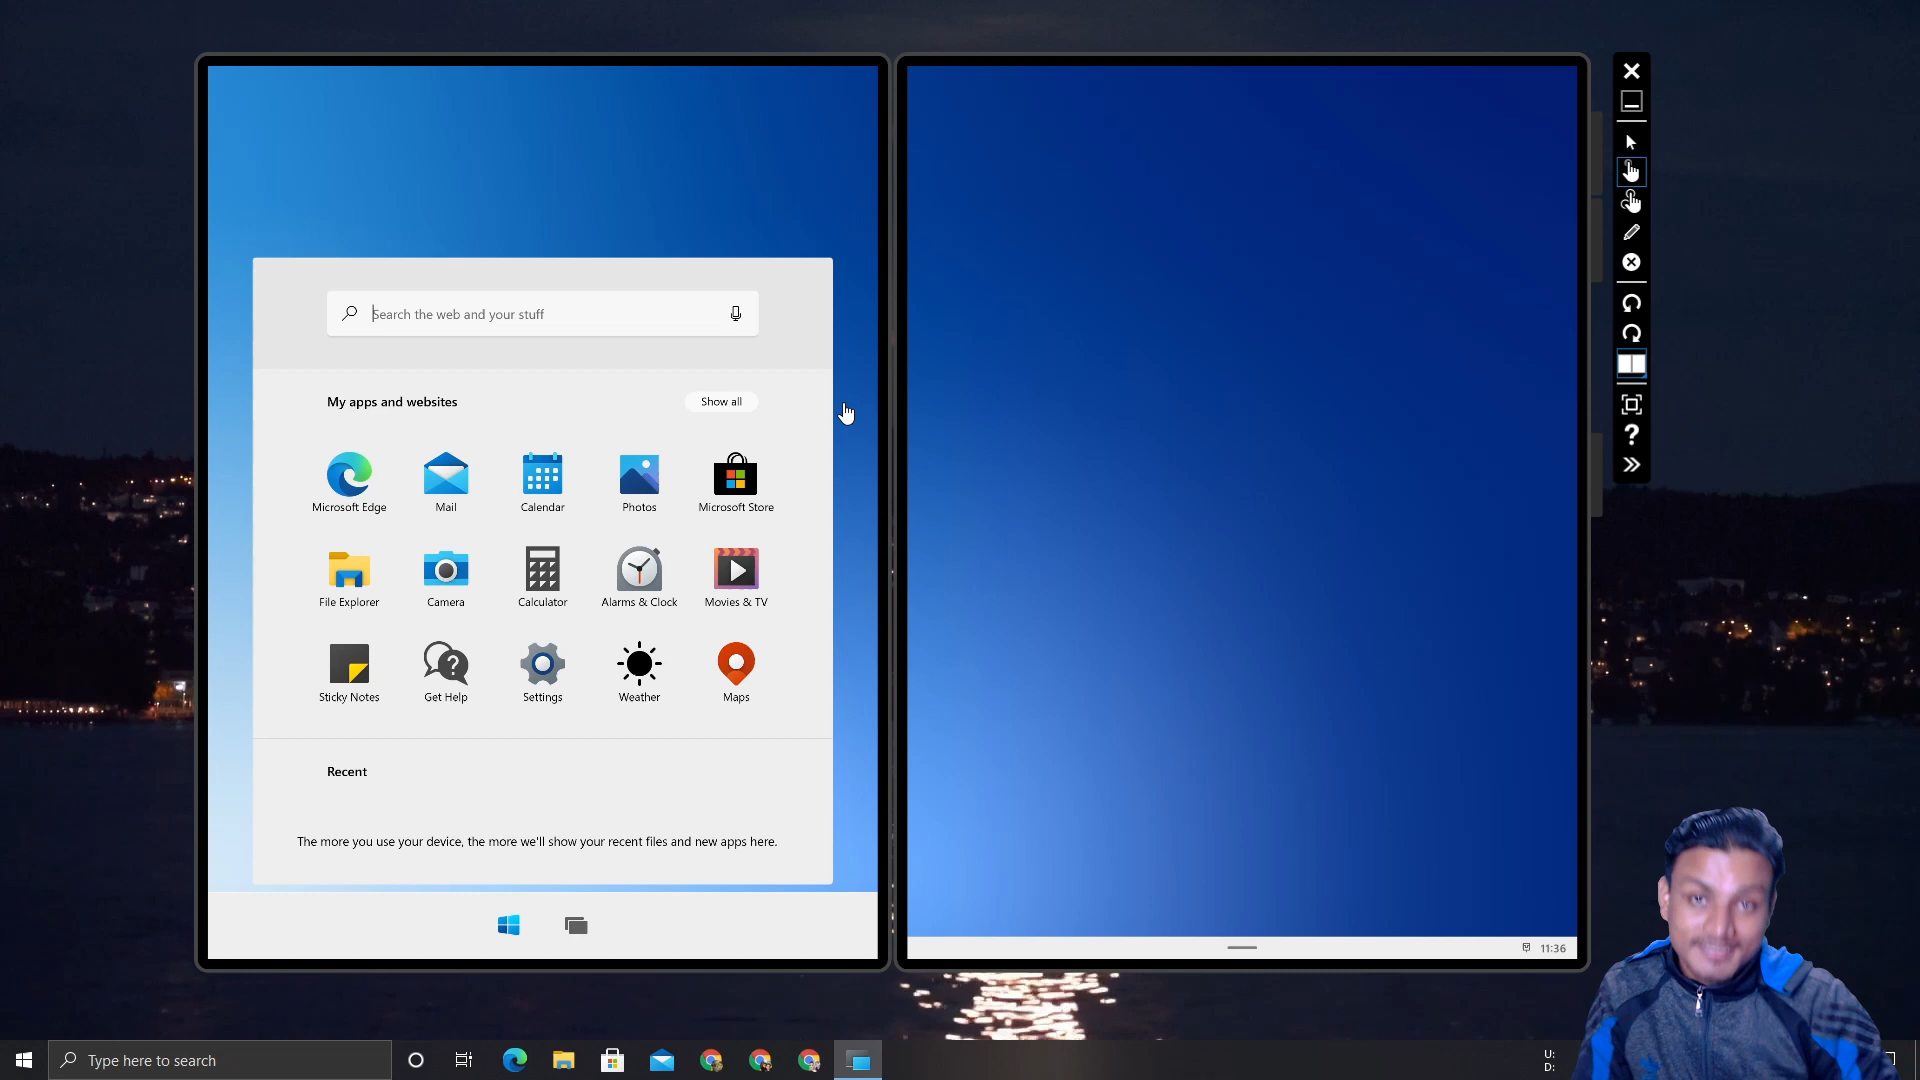 Search the web and your stuff
My apps and websites
Show all
Microsoft Edge
Mail
Calendar
Photos
Microsoft Store
File Explorer
Camera
Calculator
Alarms & Clock
Movies & TV
Sticky Notes
Get Help
Settings
Weather
Maps
Recent
The more you use your device, the more we'll show your recent files and new apps here.
11:36
Type here to search
U:
D: